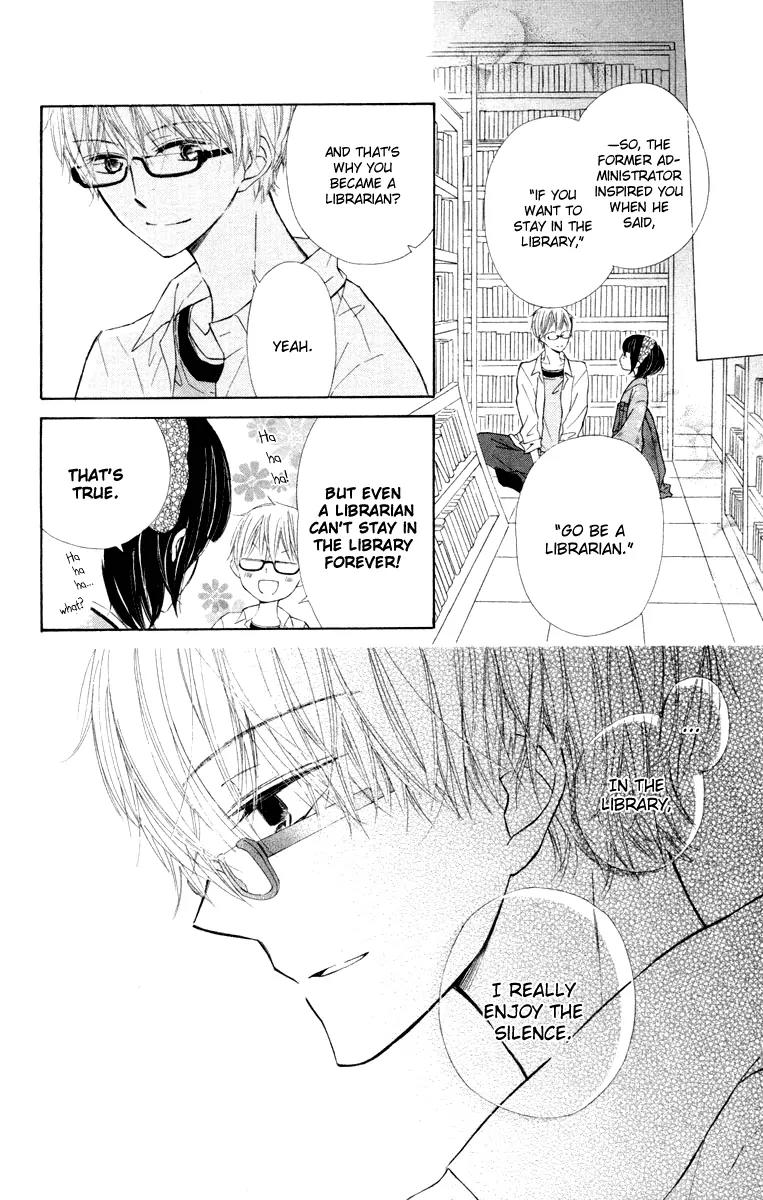 —SO, THE
FORMER AD-
MINISTRATOR
INSPIRED YOU
WHEN HE
SAID,
"IF YOU
WANT TO
STAY IN THE
LIBRARY,"
"GO BE A
LIBRARIAN."
AND THAT'S
WHY YOU
BECAME A
LIBRARIAN?
YEAH.
BUT EVEN
A LIBRARIAN
CAN'T STAY IN
THE LIBRARY
FOREVER!
Ha
ha
ha!
THAT'S
TRUE.
Ha
ha
ha...
what?
...
IN THE
LIBRARY,
I REALLY
ENJOY THE
SILENCE.